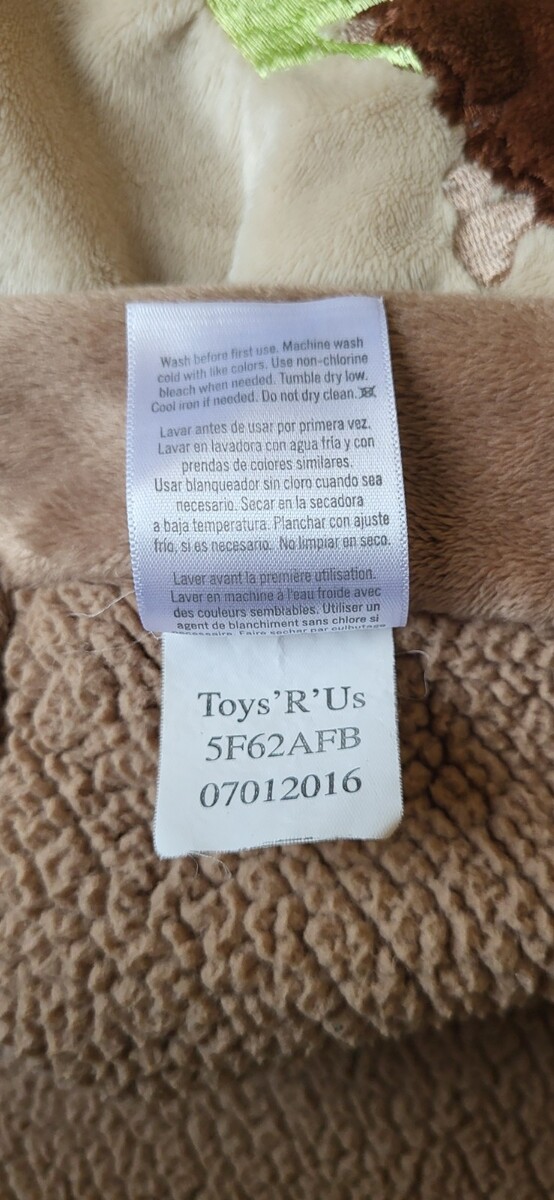 Wash before first use. Machine wash
cold with like colors. Use non-chlorine
bleach when needed. Tumble dry low.
Cool iron if needed. Do not dry clean.
Lavar antes de usar por primera vez.
Lavar en lavadora con agua fría y con
prendas de colores similares.
Usar blanqueador sin cloro cuando sea
necesario. Secar en la secadora
a baja temperatura. Planchar con ajuste
frío, si es necesario. No limpiar en seco.
Laver avant la première utilisation.
Laver en machine à l'eau froide avec
des couleurs semblables. Utiliser un
agent de blanchiment sans chlore si
nécessaire. Faire sécher par culbutage
Toys'R'Us
5F62AFB
07012016